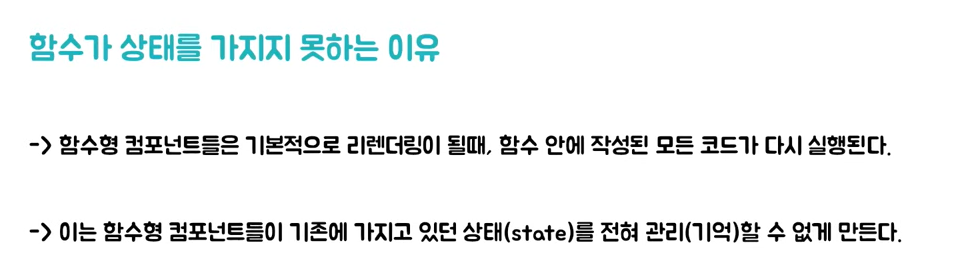 함수가 상태를 가지지 못하는 이유
-> 함수형 컴포넌트들은 기본적으로 리렌더링이 될때, 함수 안에 작성된 모든 코드가 다시 실행된다.
-> 이는 함수형 컴포넌트들이 기존에 가지고 있던 상태(state)를 전혀 관리(기억)할 수 없게 만든다.